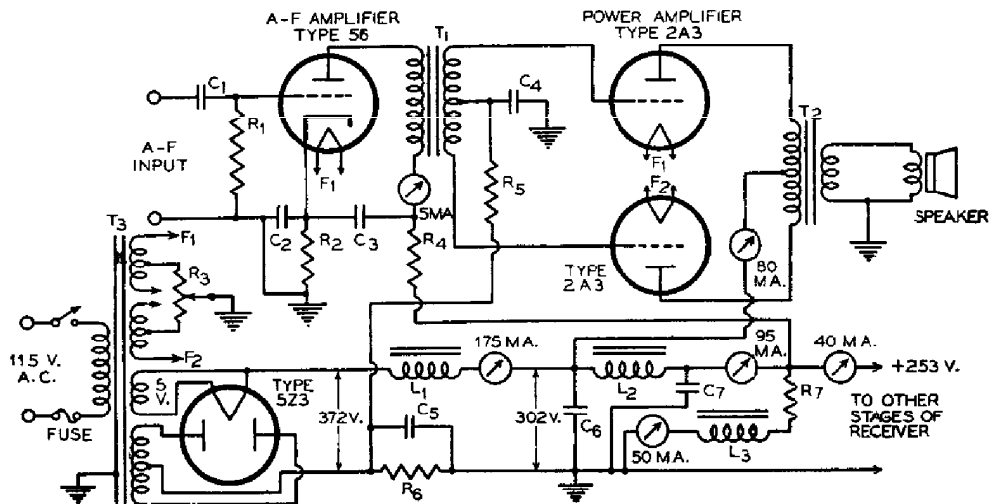 A-F AMPLIFIER
TYPE 56
POWER AMPLIFIER
TYPE 2A3
T1
T2
C1
C4
R1
A-F
INPUT
F1
F1
F2
R5
5MA.
SPEAKER
T3
F1
C2
R2
C3
R4
TYPE
2A3
80
MA.
R3
115 V.
A.C.
F2
175 MA.
95
MA.
40 MA.
+253 V.
5
V.
TYPE
5Z3
L1
L2
C7
R7
TO OTHER
STAGES OF
RECEIVER
FUSE
372V.
C5
302V.
C6
L3
50 MA.
R6